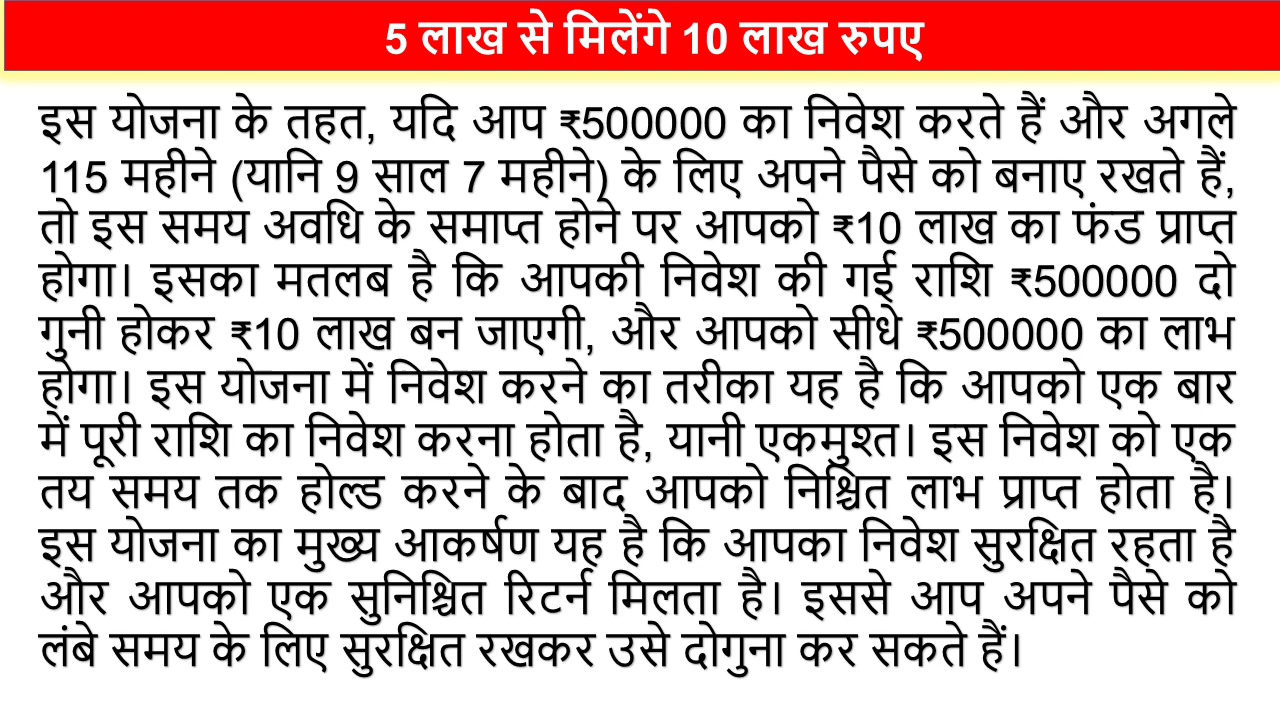 5 लाख से मिलेंगे 10 लाख रुपए
इस योजना के तहत, यदि आप ₹500000 का निवेश करते हैं और अगले
115 महीने (यानि 9 साल 7 महीने) के लिए अपने पैसे को बनाए रखते हैं,
तो इस समय अवधि के समाप्त होने पर आपको ₹10 लाख का फंड प्राप्त
होगा। इसका मतलब है कि आपकी निवेश की गई राशि ₹500000 दो
गुनी होकर ₹10 लाख बन जाएगी, और आपको सीधे ₹500000 का लाभ
होगा। इस योजना में निवेश करने का तरीका यह है कि आपको एक बार
में पूरी राशि का निवेश करना होता है, यानी एकमुश्त। इस निवेश को एक
तय समय तक होल्ड करने के बाद आपको निश्चित लाभ प्राप्त होता है।
इस योजना का मुख्य आकर्षण यह है कि आपका निवेश सुरक्षित रहता है
और आपको एक सुनिश्चित रिटर्न मिलता है। इससे आप अपने पैसे को
लंबे समय के लिए सुरक्षित रखकर उसे दोगुना कर सकते हैं।